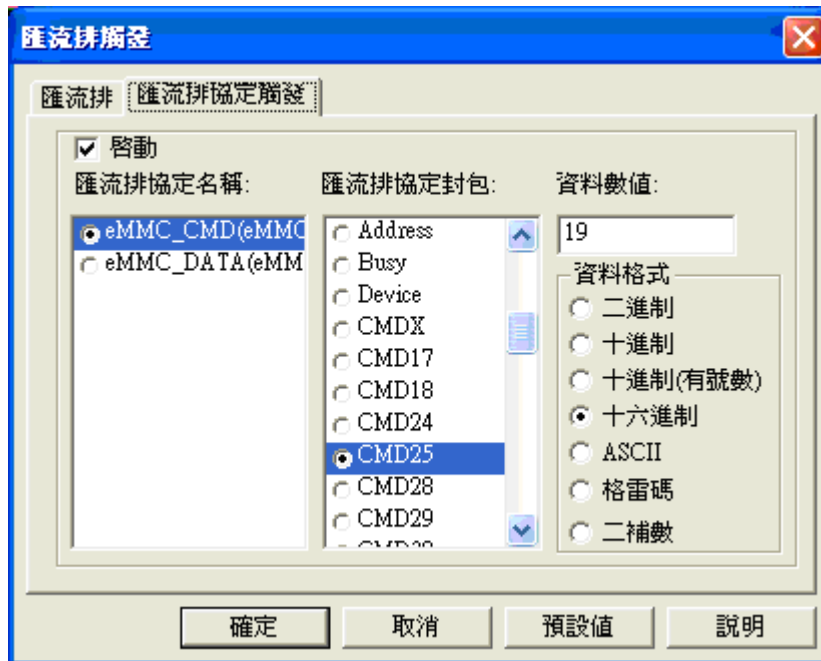 匯流排觸發
匯流排
匯流排協定觸發
啓動
匯流排協定名稱:
eMMC_CMD(eMMC
eMMC_DATA(eMM
匯流排協定封包:
Address
Busy
Device
CMDX
CMD17
CMD18
CMD24
CMD25
CMD28
CMD29
資料數值:
19
資料格式
二進制
十進制
十進制(有號數)
十六進制
ASCII
格雷碼
二補數
確定
取消
預設值
說明